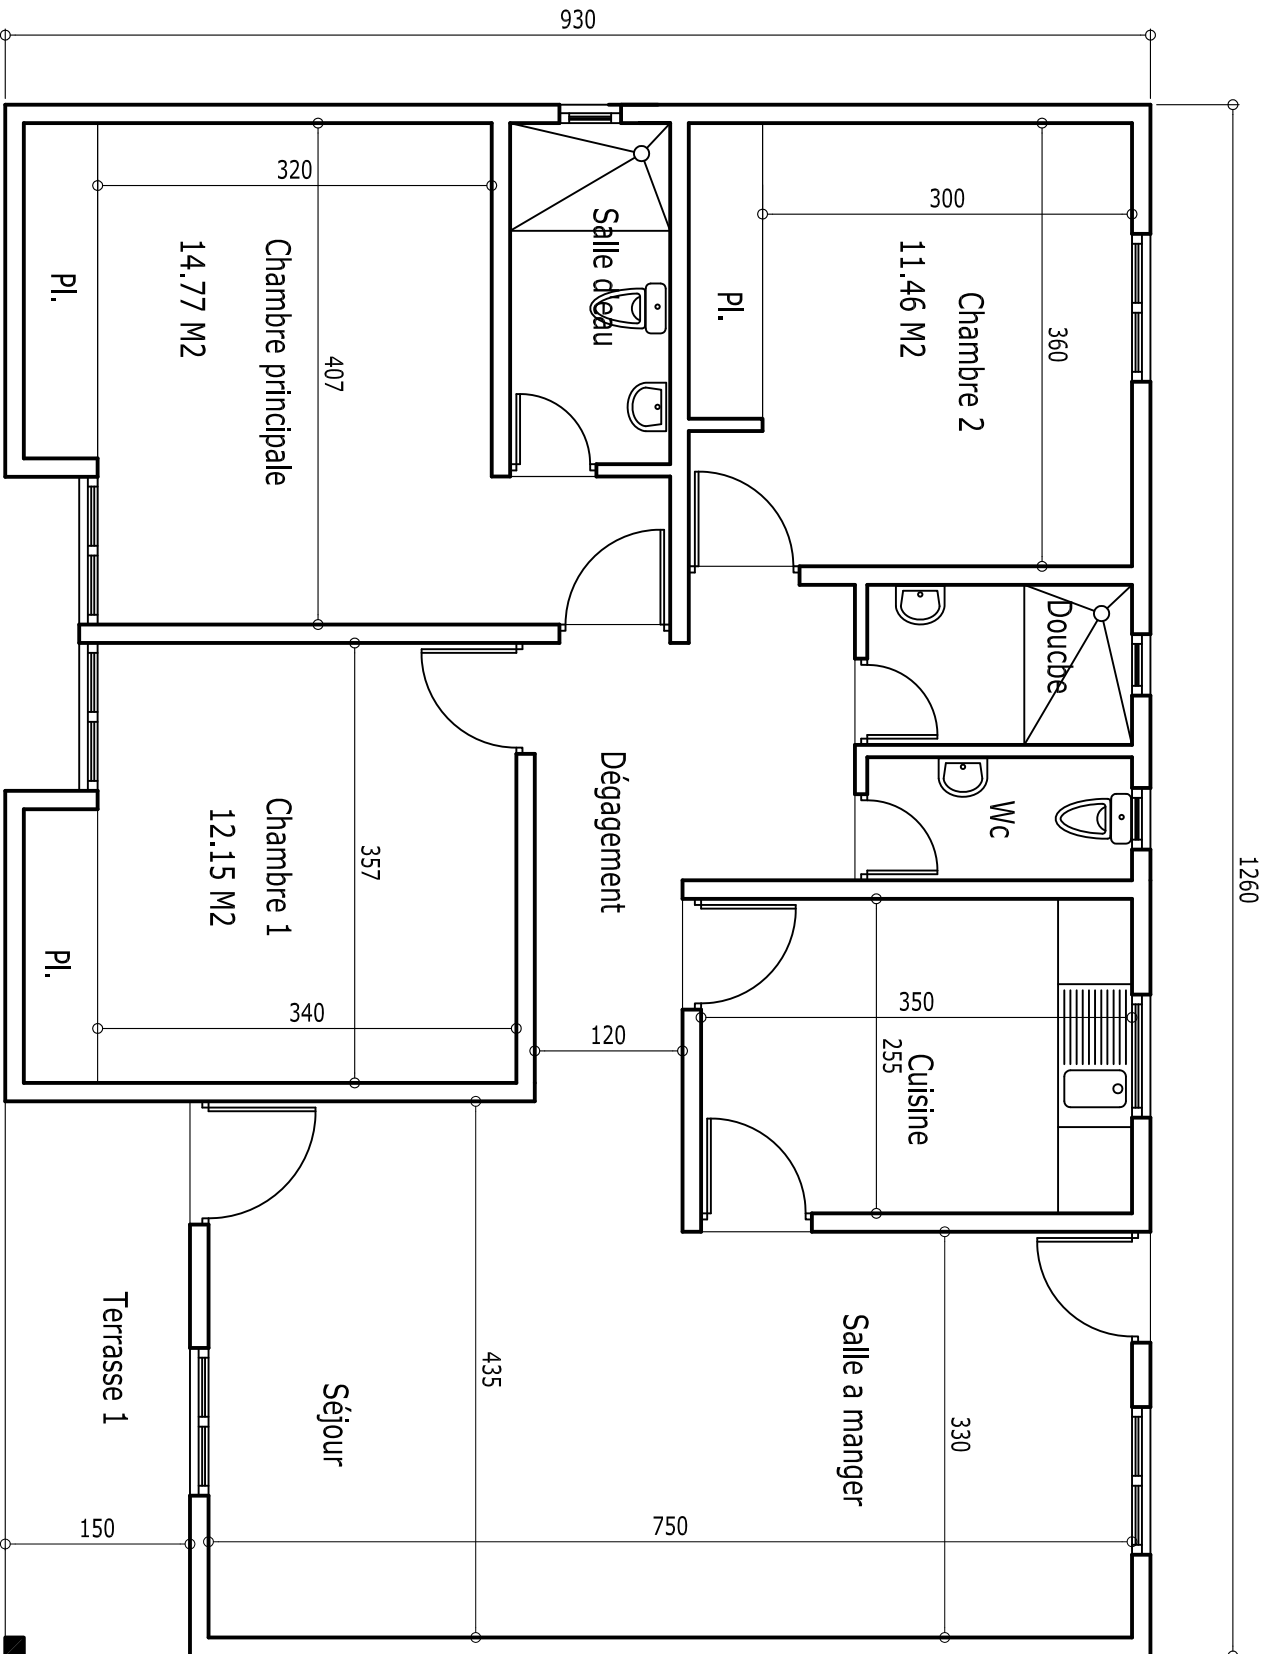 930
1260
320
407
Chambre principale
14.77 M2
Pl.
Salle d'eau
300
360
Chambre 2
11.46 M2
Pl.
Douche
Wc
Dégagement
357
Chambre 1
12.15 M2
Pl.
340
120
350
255
Cuisine
435
330
Salle a manger
Séjour
Terrasse 1
150
750